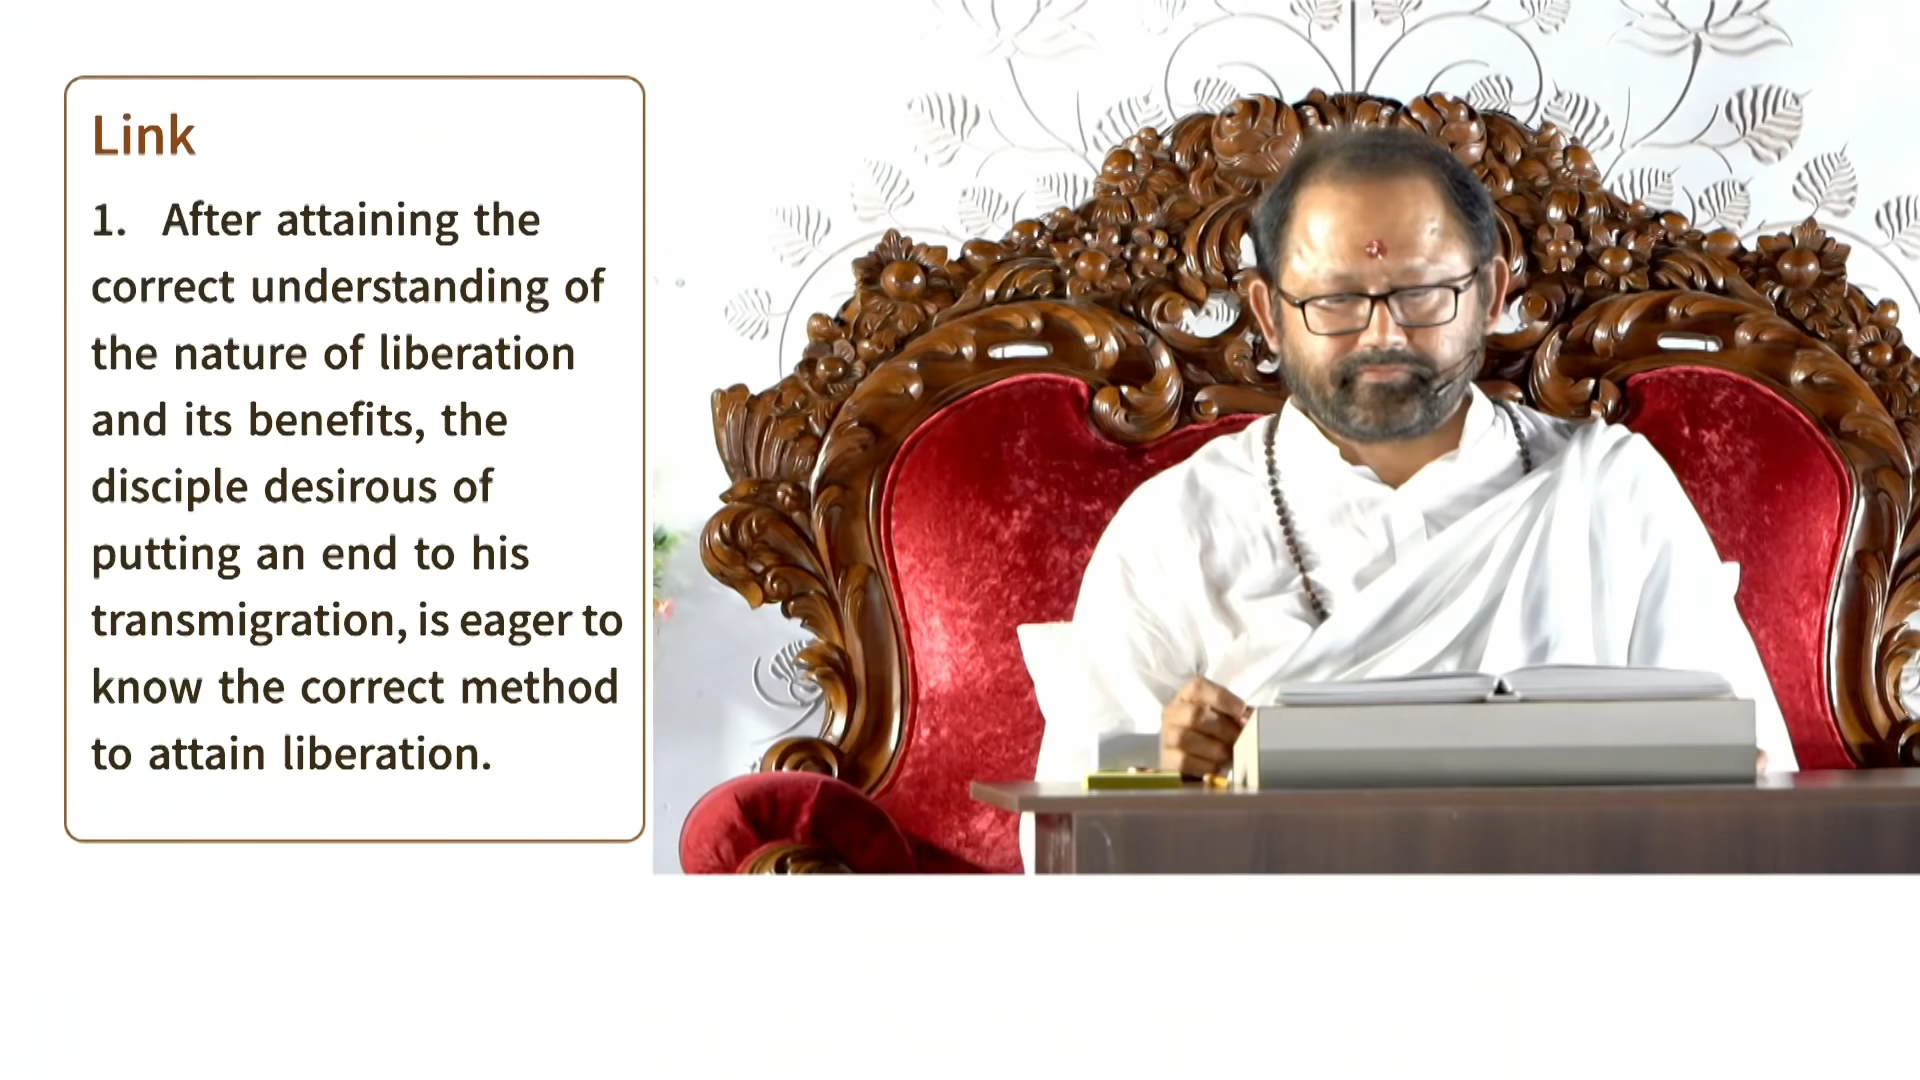 Link
1. After attaining the
correct understanding of
the nature of liberation
and its benefits, the
disciple desirous of
putting an end to his
transmigration, is eager to
know the correct method
to attain liberation.